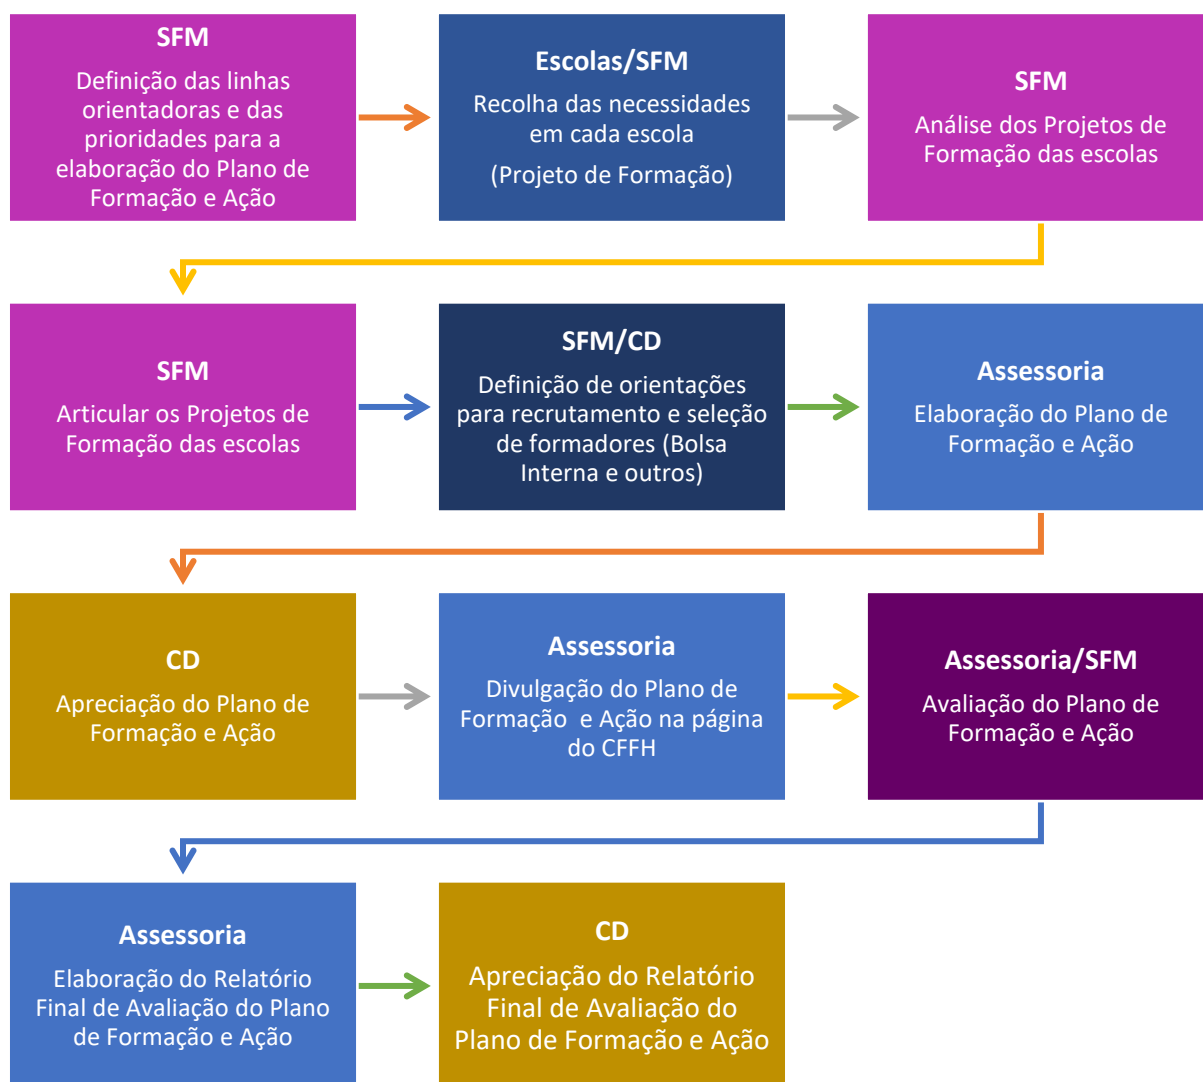 SFM
Definição das linhas
orientadoras e das
prioridades para a
elaboração do Plano de
Formação e Ação
Escolas/SFM
Recolha das necessidades
em cada escola
(Projeto de Formação)
SFM
Análise dos Projetos de
Formação das escolas
SFM
Articular os Projetos de
Formação das escolas
SFM/CD
Definição de orientações
para recrutamento e seleção
de formadores (Bolsa
Interna e outros)
Assessoria
Elaboração do Plano de
Formação e Ação
CD
Apreciação do Plano de
Formação e Ação
Assessoria
Divulgação do Plano de
Formação  e Ação na página
do CFFH
Assessoria/SFM
Avaliação do Plano de
Formação e Ação
Assessoria
Elaboração do Relatório
Final de Avaliação do Plano
de Formação e Ação
CD
Apreciação do Relatório
Final de Avaliação do
Plano de Formação e Ação